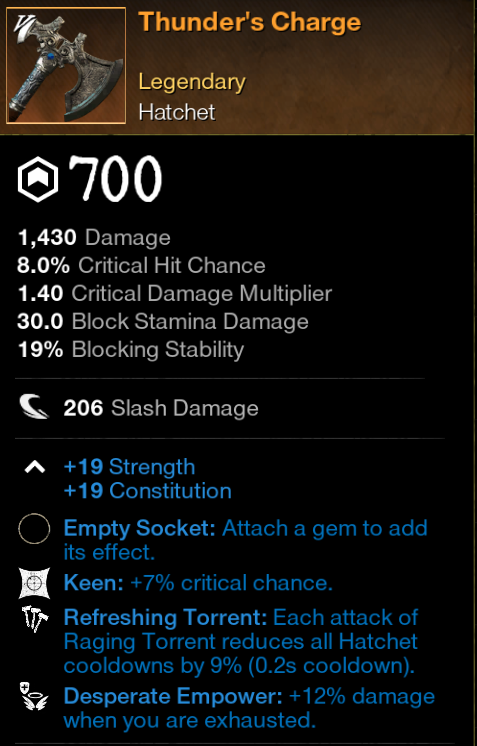 Thunder's Charge
Legendary
Hatchet
700
1,430 Damage
8.0% Critical Hit Chance
1.40 Critical Damage Multiplier
30.0 Block Stamina Damage
19% Blocking Stability
206 Slash Damage
+19 Strength
+19 Constitution
Empty Socket: Attach a gem to add
its effect.
Keen: +7% critical chance.
Refreshing Torrent: Each attack of
Raging Torrent reduces all Hatchet
cooldowns by 9% (0.2s cooldown).
Desperate Empower: +12% damage
when you are exhausted.